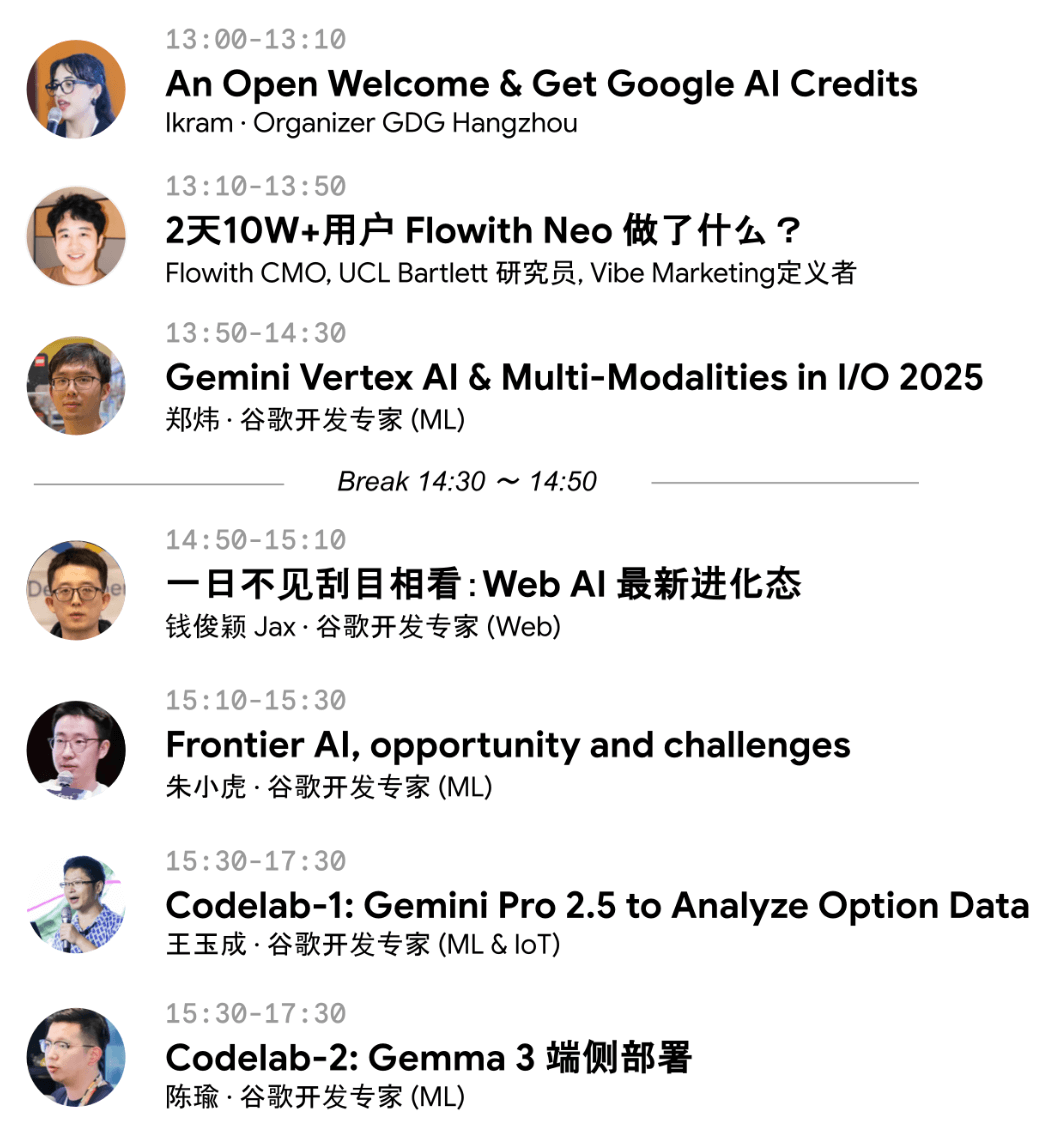 13:00-13:10
An Open Welcome & Get Google AI Credits
Ikram · Organizer GDG Hangzhou
13:10-13:50
2天10W+用户 Flowith Neo 做了什么？
Flowith CMO, UCL Bartlett 研究员, Vibe Marketing定义者
13:50-14:30
Gemini Vertex AI & Multi-Modalities in I/O 2025
郑炜 · 谷歌开发专家 (ML)
Break 14:30 ～ 14:50
14:50-15:10
一日不见刮目相看：Web AI 最新进化态
钱俊颖 Jax · 谷歌开发专家 (Web)
15:10-15:30
Frontier AI, opportunity and challenges
朱小虎 · 谷歌开发专家 (ML)
15:30-17:30
Codelab-1: Gemini Pro 2.5 to Analyze Option Data
王玉成 · 谷歌开发专家 (ML & IoT)
15:30-17:30
Codelab-2: Gemma 3 端侧部署
陈瑜 · 谷歌开发专家 (ML)